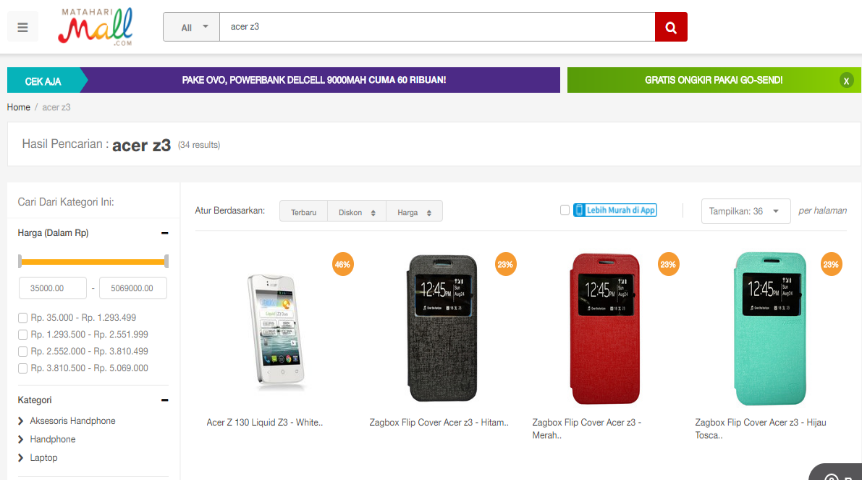 MATAHARI
Mall
.COM
All
acer z3
CEK AJA
PAKE OVO, POWERBANK DELCELL 9000MAH CUMA 60 RIBUAN!
GRATIS ONGKIR PAKAI GO-SEND!
X
Home / acer z3
Hasil Pencarian : acer z3 (34 results)
Cari Dari Kategori Ini:
Atur Berdasarkan:
Terbaru
Diskon
Harga
Lebih Murah di App
Tampilkan: 36
per halaman
Harga (Dalam Rp)
35000.00 - 5069000.00
Rp. 35.000 - Rp. 1.293.499
Rp. 1.293.500 - Rp. 2.551.999
Rp. 2.552.000 - Rp. 3.810.499
Rp. 3.810.500 - Rp. 5.069.000
Kategori
Aksesoris Handphone
Handphone
Laptop
46%
Acer Z 130 Liquid Z3 - White..
23%
12:45PM
Zagbox Flip Cover Acer z3 - Hitam..
23%
12:45PM
Zagbox Flip Cover Acer z3 -
Merah..
23%
12:45PM
Zagbox Flip Cover Acer z3 - Hijau
Tosca..